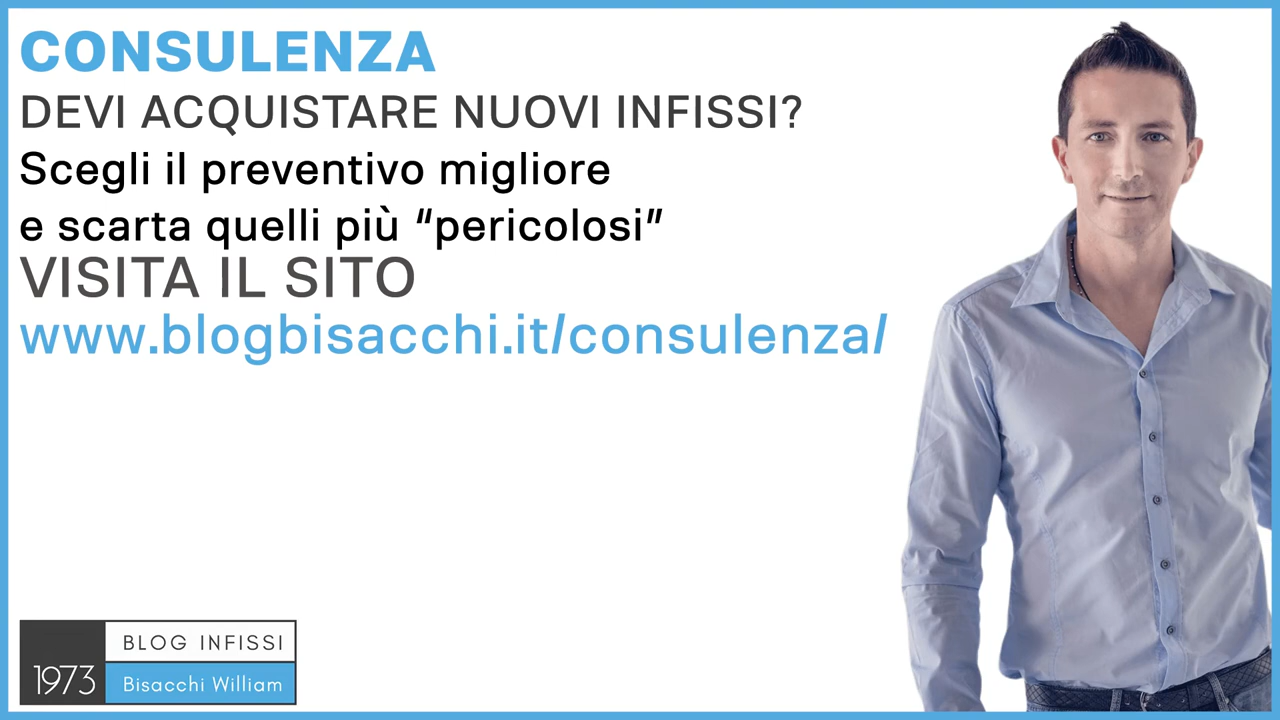 CONSULENZA
DEVI ACQUISTARE NUOVI INFISSI?
Scegli il preventivo migliore
e scarta quelli più “pericolosi”
VISITA IL SITO
www.blogbisacchi.it/consulenza/
1973
BLOG INFISSI
Bisacchi William